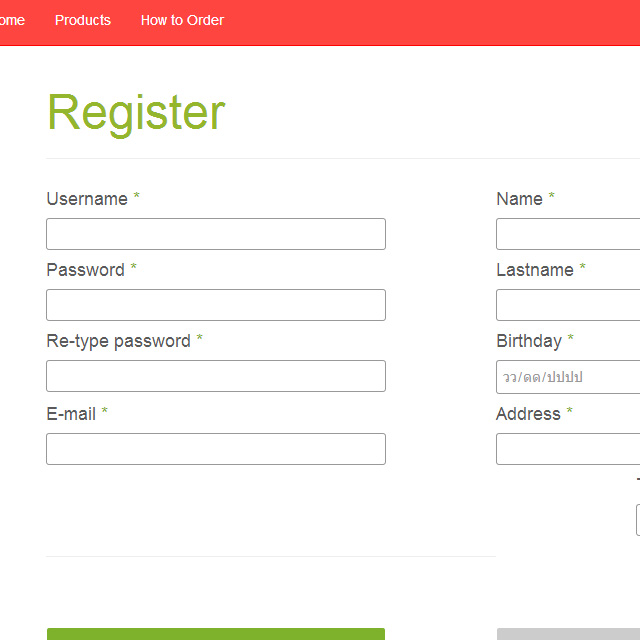 ome Products How to Order
Register
Username *
Name *
Password *
Lastname *
Re-type password *
Birthday *
วว/ดด/ปปปป
E-mail *
Address *